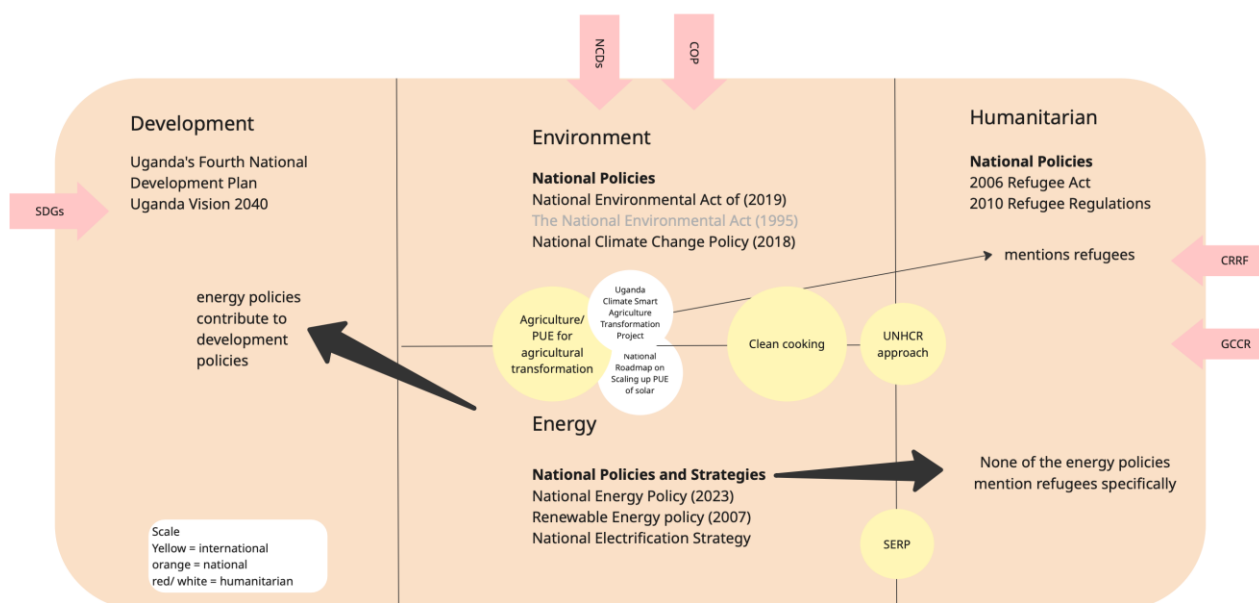 NCDs
COP
Development
Uganda's Fourth National
Development Plan
Uganda Vision 2040
SDGs
energy policies
contribute to
development
policies
Scale
Yellow = international
orange = national
red/ white = humanitarian
Environment
National Policies
National Environmental Act of (2019)
The National Environmental Act (1995)
National Climate Change Policy (2018)
Agriculture/
PUE for
agricultural
transformation
Uganda
Climate Smart
Agriculture
Transformation
Project
National
Roadmap on
Scaling up PUE
of solar
Clean cooking
UNHCR
approach
Energy
National Policies and Strategies
National Energy Policy (2023)
Renewable Energy policy (2007)
National Electrification Strategy
SERP
Humanitarian
National Policies
2006 Refugee Act
2010 Refugee Regulations
mentions refugees
CRRF
GCCR
None of the energy policies
mention refugees specifically